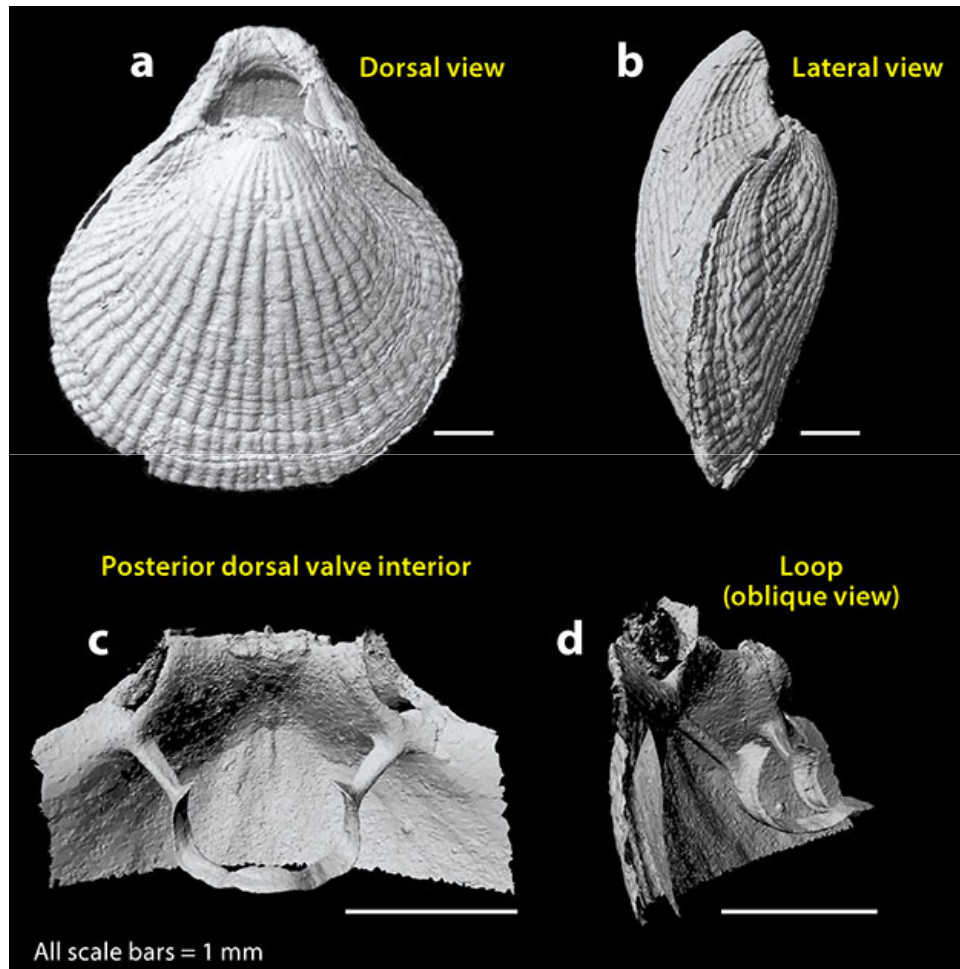 a
Dorsal view
b
Lateral view
Posterior dorsal valve interior
Loop
(oblique view)
c
d
All scale bars = 1 mm